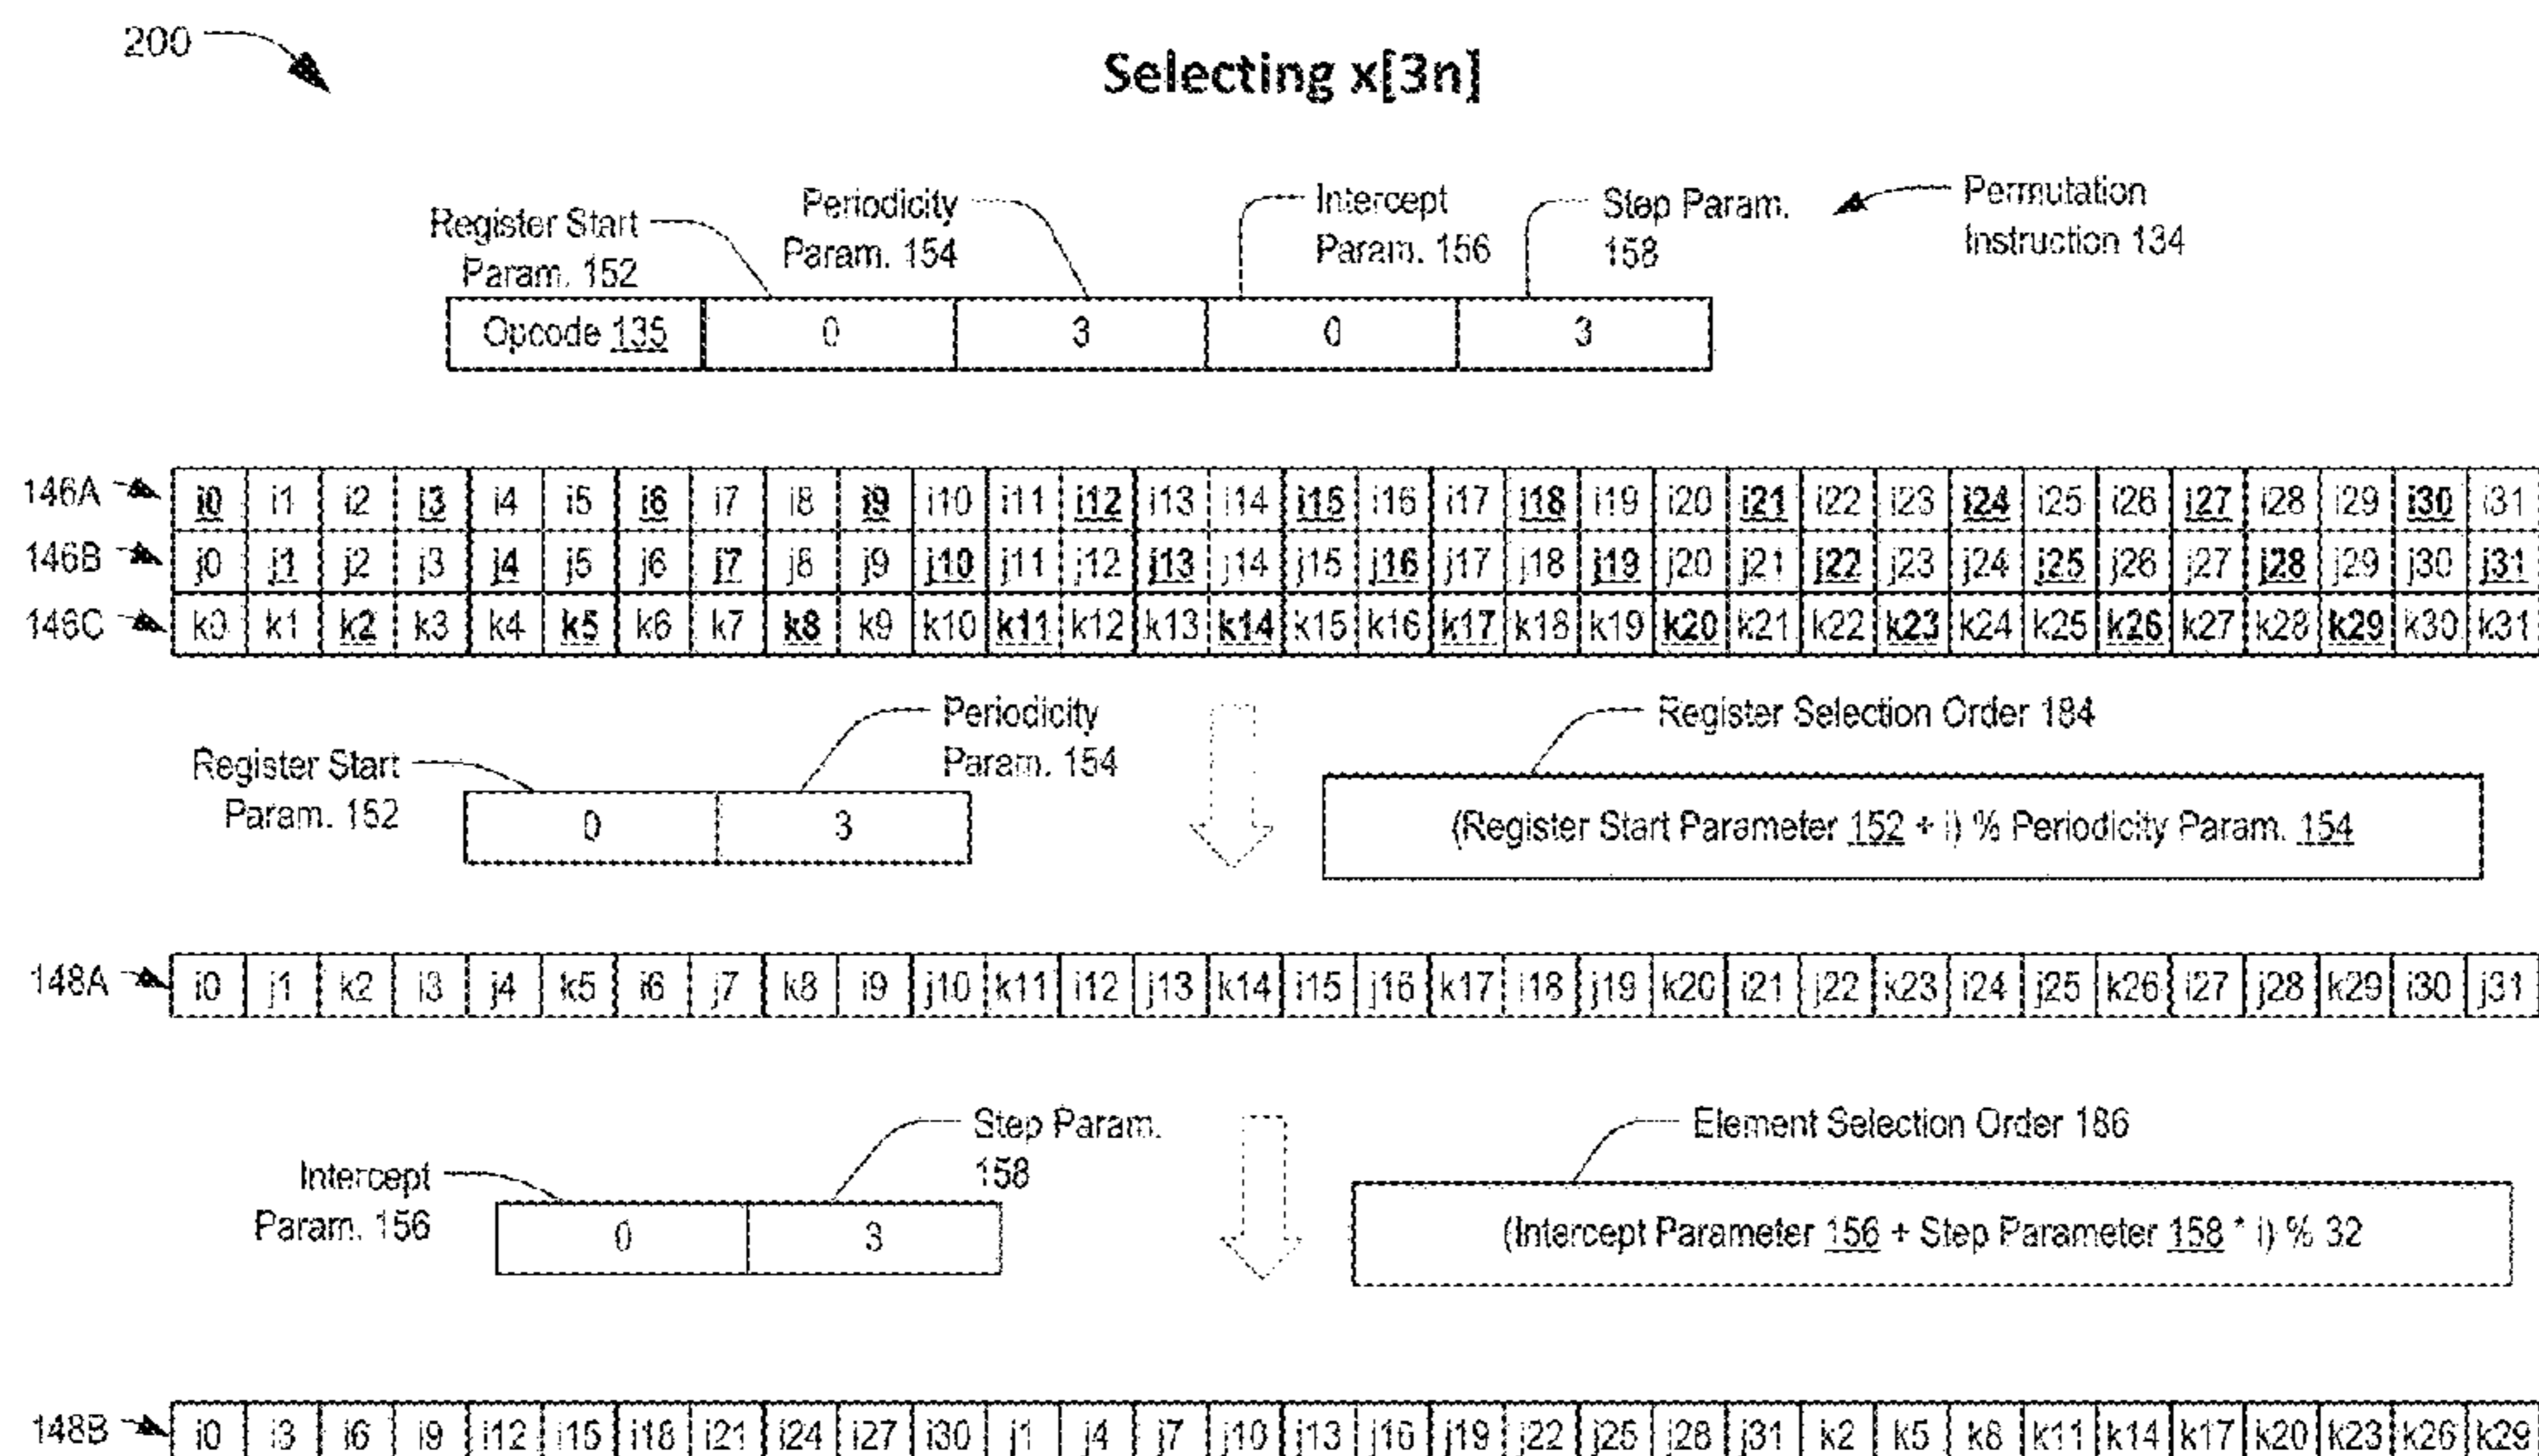 200
Selecting x[3n]
Register Start
Param. 152
Periodicity
Param. 154
Intercept
Param. 156
Step Param.
158
Permutation
Instruction 134
Opcode 135 0 3 0 3
146A i0 i1 i2 i3 i4 i5 i6 i7 i8 i9 i10 i11 i12 i13 i14 i15 i16 i17 i18 i19 i20 i21 i22 i23 i24 i25 i26 i27 i28 i29 i30 i31
146B j0 j1 j2 j3 j4 j5 j6 j7 j8 j9 j10 j11 j12 j13 j14 j15 j16 j17 j18 j19 j20 j21 j22 j23 j24 j25 j26 j27 j28 j29 j30 j31
146C k0 k1 k2 k3 k4 k5 k6 k7 k8 k9 k10 k11 k12 k13 k14 k15 k16 k17 k18 k19 k20 k21 k22 k23 k24 k25 k26 k27 k28 k29 k30 k31
Register Start
Param. 152
Periodicity
Param. 154
0 3
Register Selection Order 184
(Register Start Parameter 152 + i) % Periodicity Param. 154
148A i0 j1 k2 i3 j4 k5 i6 j7 k8 i9 j10 k11 i12 j13 k14 i15 j16 k17 i18 j19 k20 i21 j22 k23 i24 j25 k26 i27 j28 k29 i30 j31
Intercept
Param. 156
Step Param.
158
0 3
Element Selection Order 186
(Intercept Parameter 156 + Step Parameter 158 * i) % 32
148B i0 i3 i6 i9 i12 i15 i18 i21 i24 i27 i30 j1 j4 j7 j10 j13 j16 j19 j22 j25 j28 j31 k2 k5 k8 k11 k14 k17 k20 k23 k26 k29